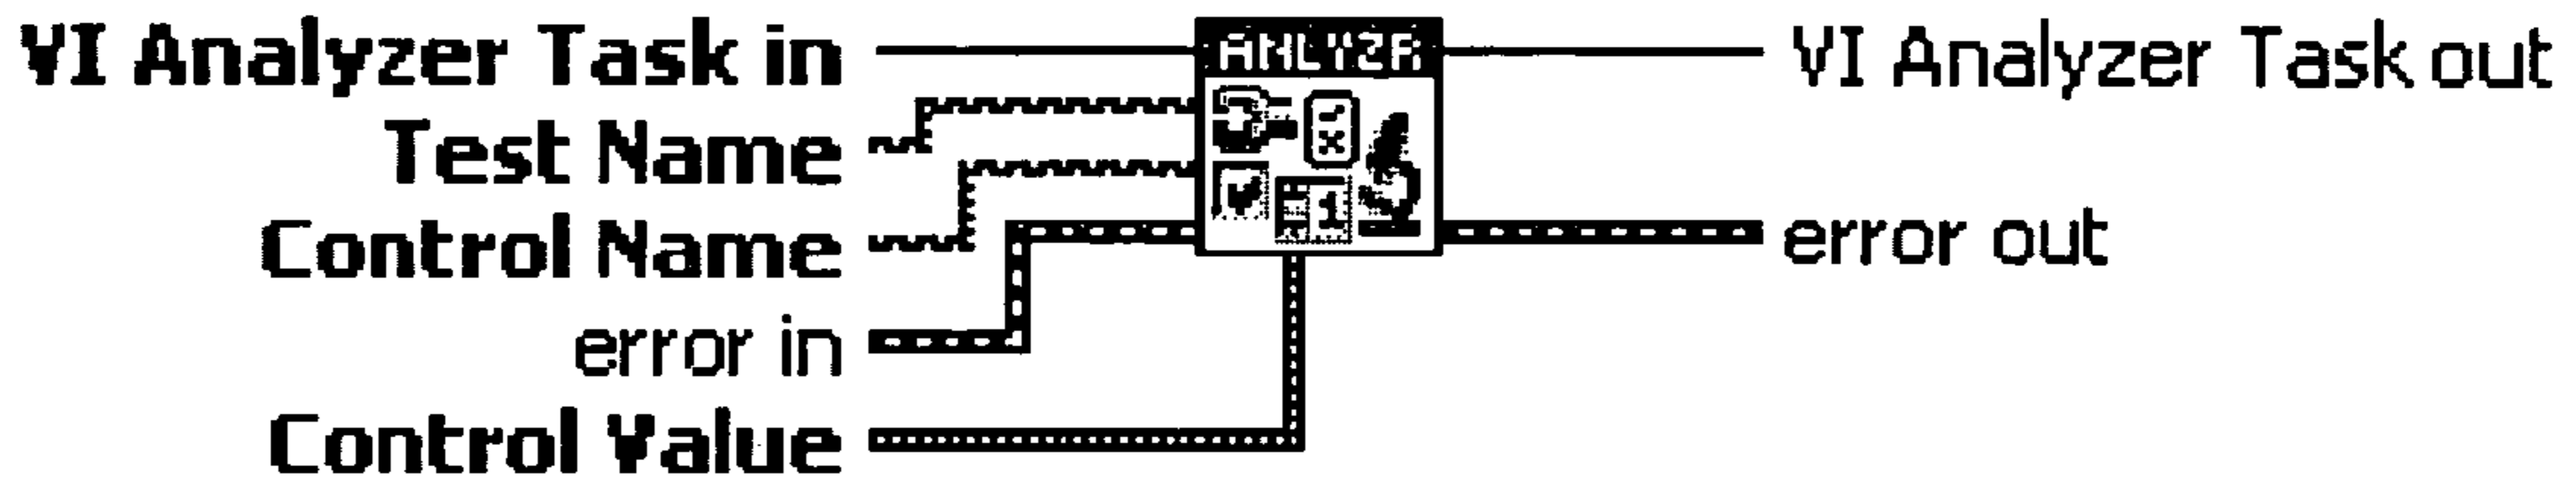 VI Analyzer Task in
ANLYZR
VI Analyzer Task out
Test Name
Control Name
1
error out
error in
Control Value